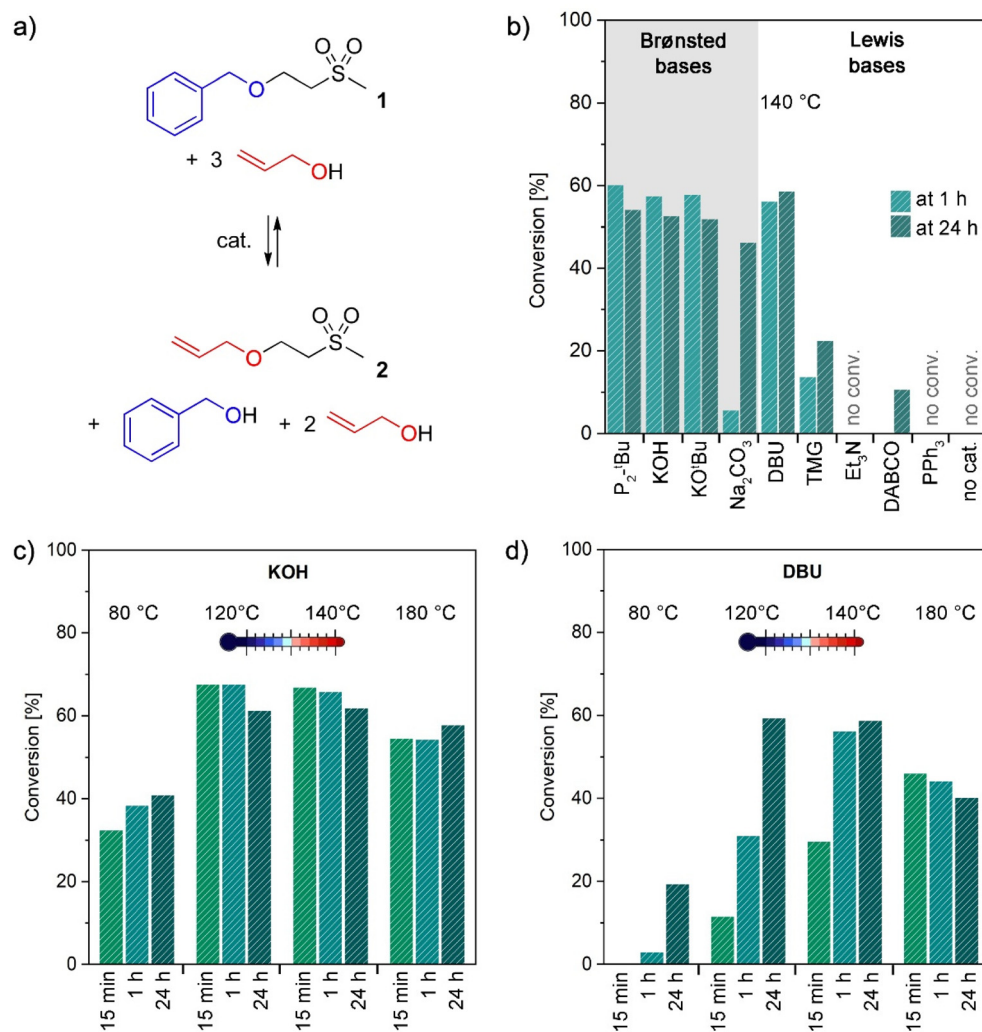 a)
O O
S
O
1
+ 3
OH
cat.
O O
S
O
2
+
OH
+ 2
OH
b)
Brønsted
bases
Lewis
bases
140 °C
at 1 h
at 24 h
Conversion [%]
100
80
60
40
20
0
no conv.
no conv.
no conv.
P2-tBu
KOH
KOtBu
Na2CO3
DBU
TMG
Et3N
DABCO
PPh3
no cat.
c)
KOH
80 °C 120°C 140°C 180 °C
Conversion [%]
100
80
60
40
20
0
15 min 1 h 24 h 15 min 1 h 24 h 15 min 1 h 24 h 15 min 1 h 24 h
d)
DBU
80 °C 120°C 140°C 180 °C
Conversion [%]
100
80
60
40
20
0
15 min 1 h 24 h 15 min 1 h 24 h 15 min 1 h 24 h 15 min 1 h 24 h